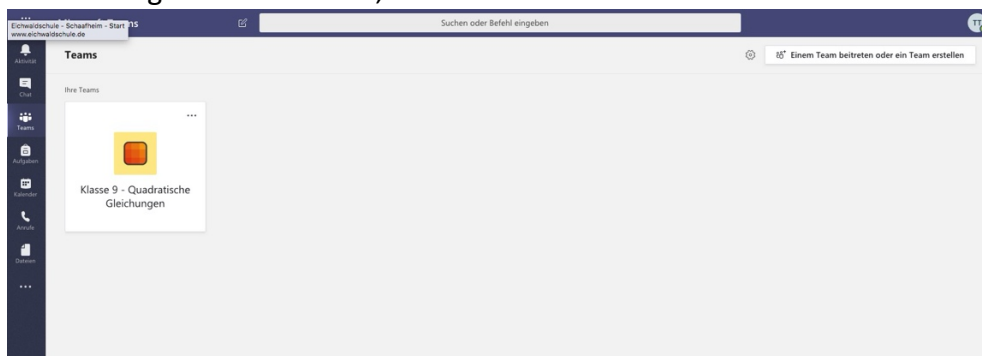 Eichwaldschule - Schaafheim - Start
www.eichwaldschule.de
ns
Suchen oder Befehl eingeben
TT
Aktivität
Chat
Teams
Aufgaben
Kalender
Anrufe
Dateien
Teams
Einem Team beitreten oder ein Team erstellen
Ihre Teams
Klasse 9 - Quadratische
Gleichungen